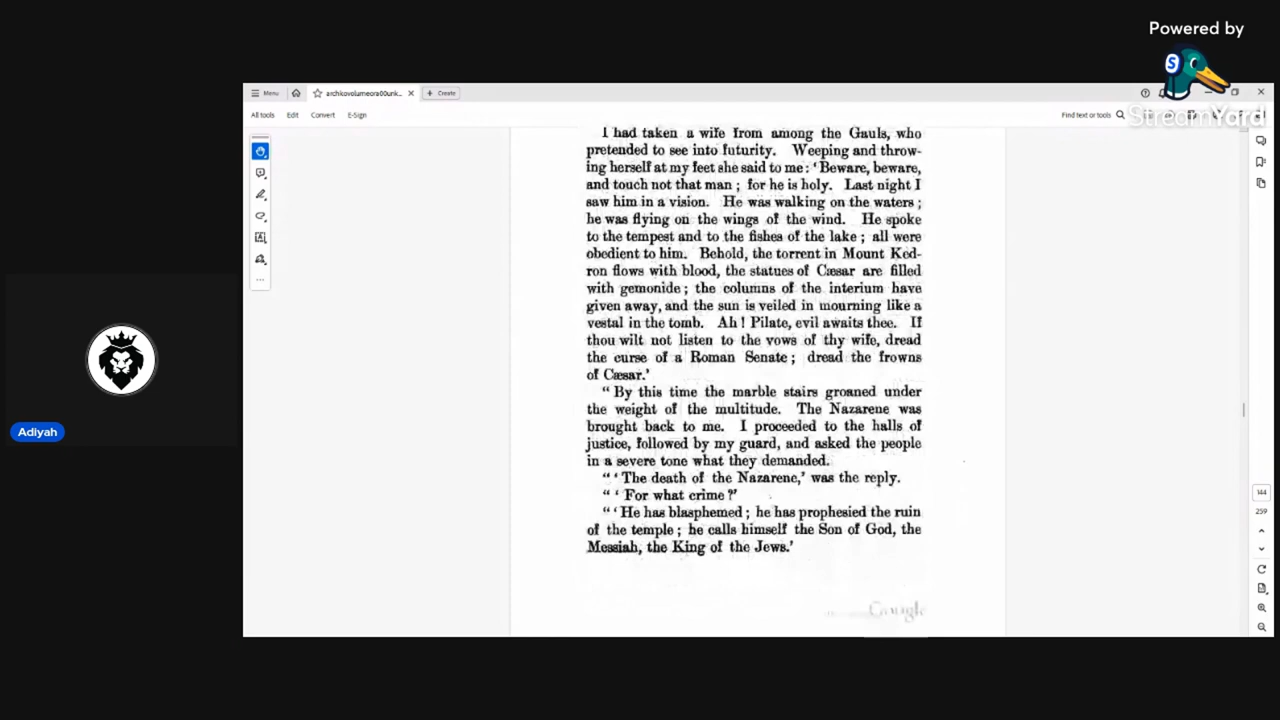 Powered by
StreamYard
Menu
archkovolumeora00unk...
Create
All tools
Edit
Convert
E-Sign
Find text or tools
I had taken a wife from among the Gauls, who
pretended to see into futurity. Weeping and throw-
ing herself at my feet she said to me: ‘Beware, beware,
and touch not that man ; for he is holy. Last night I
saw him in a vision. He was walking on the waters ;
he was flying on the wings of the wind. He spoke
to the tempest and to the fishes of the lake ; all were
obedient to him. Behold, the torrent in Mount Ked-
ron flows with blood, the statues of Cæsar are filled
with gemonide ; the columns of the interium have
given away, and the sun is veiled in mourning like a
vestal in the tomb. Ah ! Pilate, evil awaits thee. If
thou wilt not listen to the vows of thy wife, dread
the curse of a Roman Senate ; dread the frowns
of Cæsar.’
“ By this time the marble stairs groaned under
the weight of the multitude. The Nazarene was
brought back to me. I proceeded to the halls of
justice, followed by my guard, and asked the people
in a severe tone what they demanded.
“ ‘ The death of the Nazarene,’ was the reply.
“ ‘ For what crime ?’
“ ‘ He has blasphemed ; he has prophesied the ruin
of the temple ; he calls himself the Son of God, the
Messiah, the King of the Jews.’
Google
144
259
Adiyah